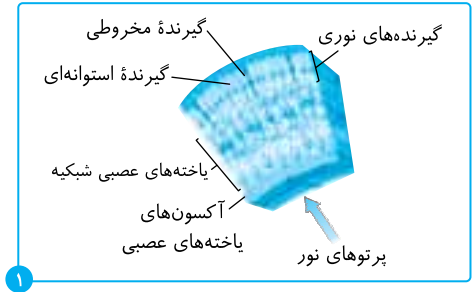 گیرنده‌های نوری
گیرندهٔ مخروطی
گیرندهٔ استوانه‌ای
یاخته‌های عصبی شبکیه
آکسون‌های
یاخته‌های عصبی
پرتوهای نور
۱